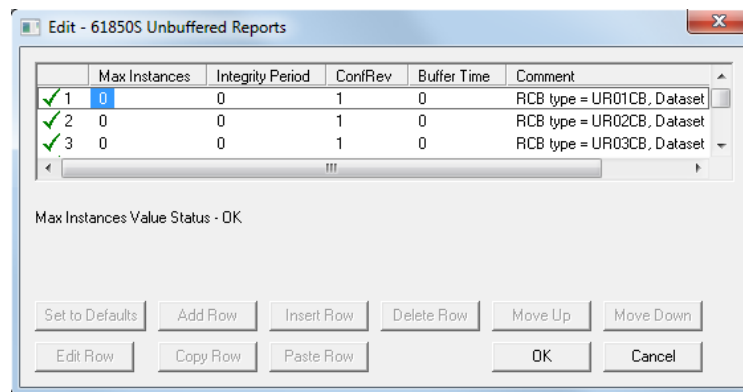 Edit - 61850S Unbuffered Reports
Max Instances Integrity Period ConfRev Buffer Time Comment
1 0 0 1 0 RCB type = UR01CB, Dataset
2 0 0 1 0 RCB type = UR02CB, Dataset
3 0 0 1 0 RCB type = UR03CB, Dataset
Max Instances Value Status - OK
Set to Defaults Add Row Insert Row Delete Row Move Up Move Down
Edit Row Copy Row Paste Row OK Cancel